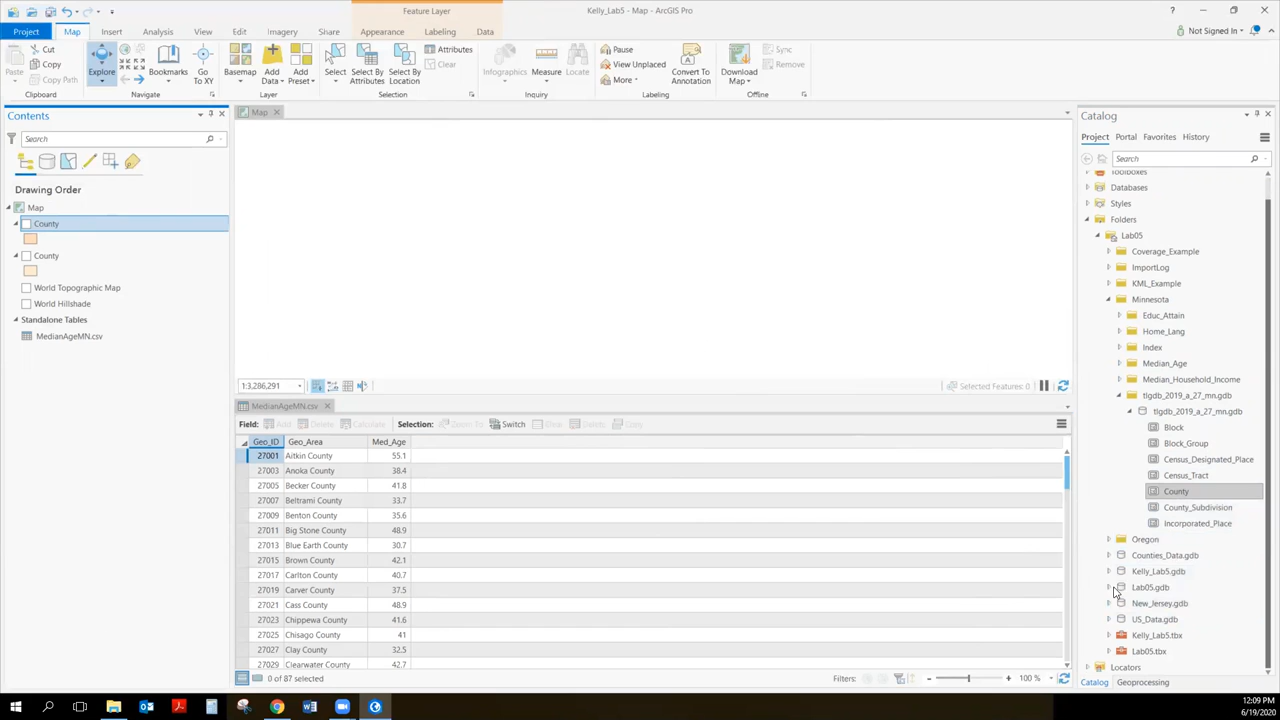 Feature Layer
Kelly_Lab5 - Map - ArcGIS Pro
Project Map Insert Analysis View Edit Imagery Share Appearance Labeling Data
Not Signed In
Paste
Cut
Copy
Copy Path
Clipboard
Explore
Bookmarks
Go To XY
Navigate
Basemap
Add Data
Add Preset
Layer
Select
Select By Attributes
Select By Location
Attributes
Clear
Selection
Infographics
Measure
Locate
Inquiry
Pause
View Unplaced
More
Convert To Annotation
Labeling
Download Map
Sync
Remove
Offline
Contents
Search
Drawing Order
Map
County
County
World Topographic Map
World Hillshade
Standalone Tables
MedianAgeMN.csv
Map
1:3,286,291
Selected Features: 0
MedianAgeMN.csv
Field: Add Delete Calculate Selection: Zoom To Switch Clear Delete Copy
Geo_ID Geo_Area Med_Age
27001 Aitkin County 55.1
27003 Anoka County 38.4
27005 Becker County 41.8
27007 Beltrami County 33.7
27009 Benton County 35.6
27011 Big Stone County 48.9
27013 Blue Earth County 30.7
27015 Brown County 42.1
27017 Carlton County 40.7
27019 Carver County 37.5
27021 Cass County 48.9
27023 Chippewa County 41.6
27025 Chisago County 41
27027 Clay County 32.5
27029 Clearwater County 42.7
0 of 87 selected
Filters:
100 %
Catalog
Project Portal Favorites History
Search
Toolboxes
Databases
Styles
Folders
Lab05
Coverage_Example
ImportLog
KML_Example
Minnesota
Educ_Attain
Home_Lang
Index
Median_Age
Median_Household_Income
tlgdb_2019_a_27_mn.gdb
tlgdb_2019_a_27_mn.gdb
Block
Block_Group
Census_Designated_Place
Census_Tract
County
County_Subdivision
Incorporated_Place
Oregon
Counties_Data.gdb
Kelly_Lab5.gdb
Lab05.gdb
New_Jersey.gdb
US_Data.gdb
Kelly_Lab5.tbx
Lab05.tbx
Locators
Catalog Geoprocessing
12:09 PM
6/19/2020